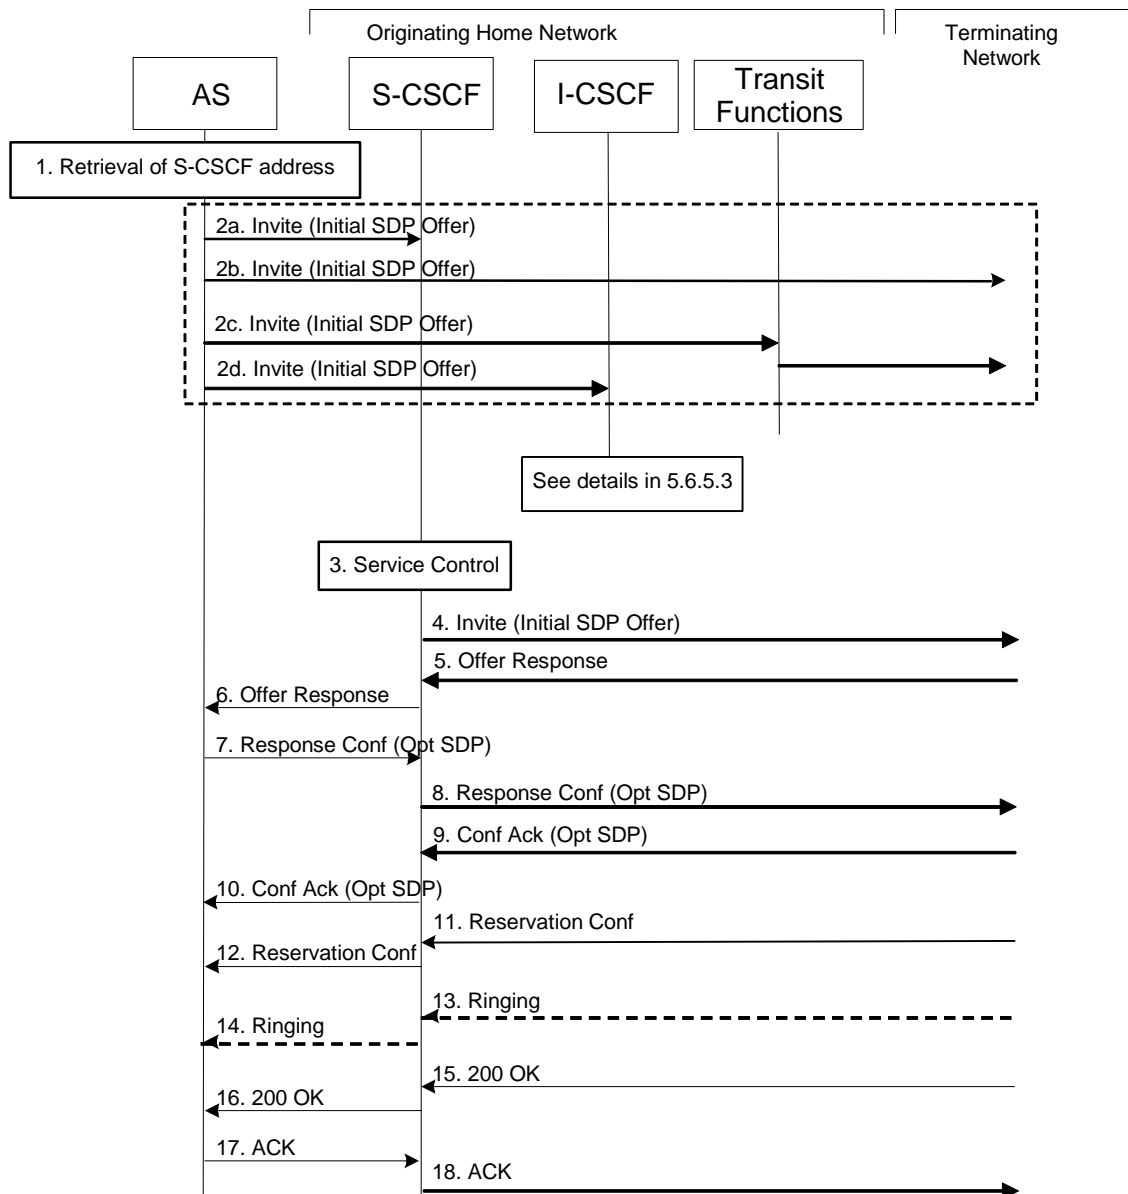 Originating Home Network
Terminating
Network
AS
S-CSCF
I-CSCF
Transit
Functions
1. Retrieval of S-CSCF address
2a. Invite (Initial SDP Offer)
2b. Invite (Initial SDP Offer)
2c. Invite (Initial SDP Offer)
2d. Invite (Initial SDP Offer)
See details in 5.6.5.3
3. Service Control
4. Invite (Initial SDP Offer)
5. Offer Response
6. Offer Response
7. Response Conf (Opt SDP)
8. Response Conf (Opt SDP)
9. Conf Ack (Opt SDP)
10. Conf Ack (Opt SDP)
11. Reservation Conf
12. Reservation Conf
13. Ringing
14. Ringing
15. 200 OK
16. 200 OK
17. ACK
18. ACK